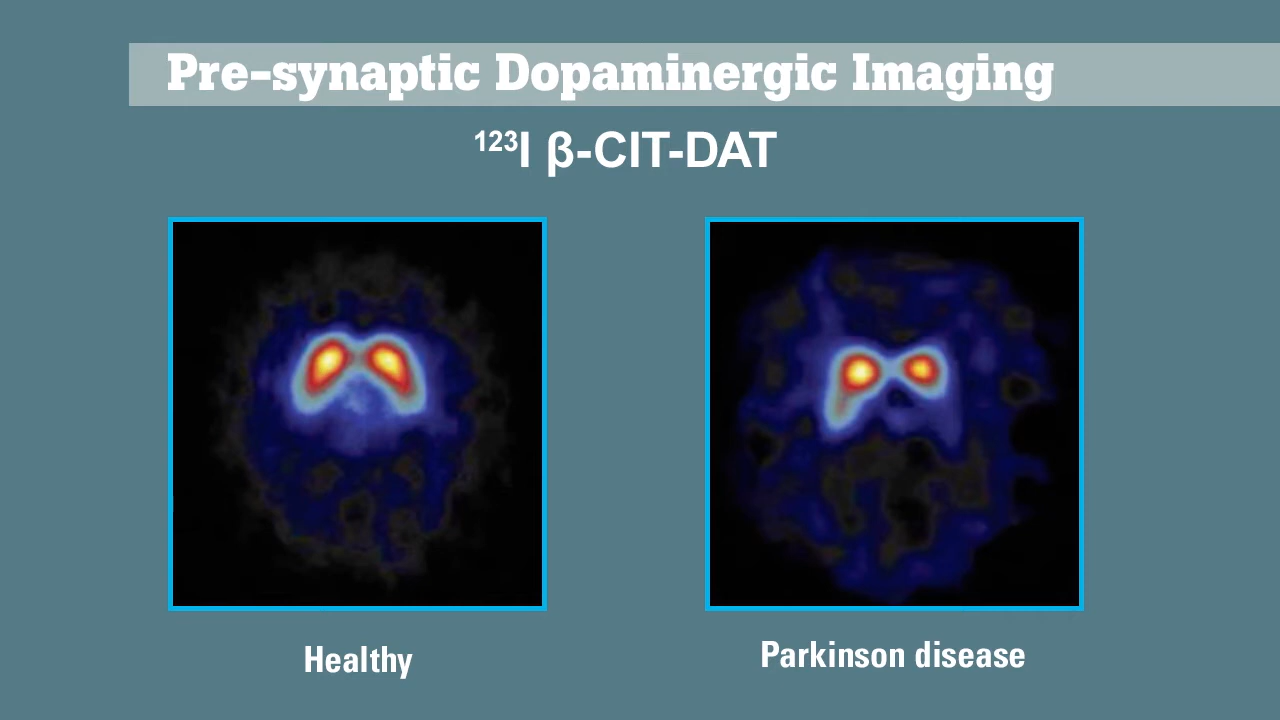 Pre-synaptic Dopaminergic Imaging
¹²³I β-CIT-DAT
Healthy
Parkinson disease